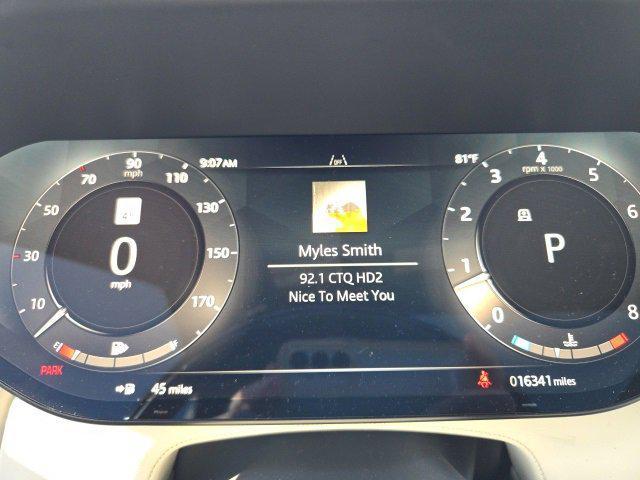 9:07AM
OFF
81°F
10
30
50
70
90
mph
110
130
150
170
0
mph
E
F
PARK
45 miles
Myles Smith
92.1 CTQ HD2
Nice To Meet You
0
1
2
3
4
rpm x 1000
5
6
8
P
016341 miles